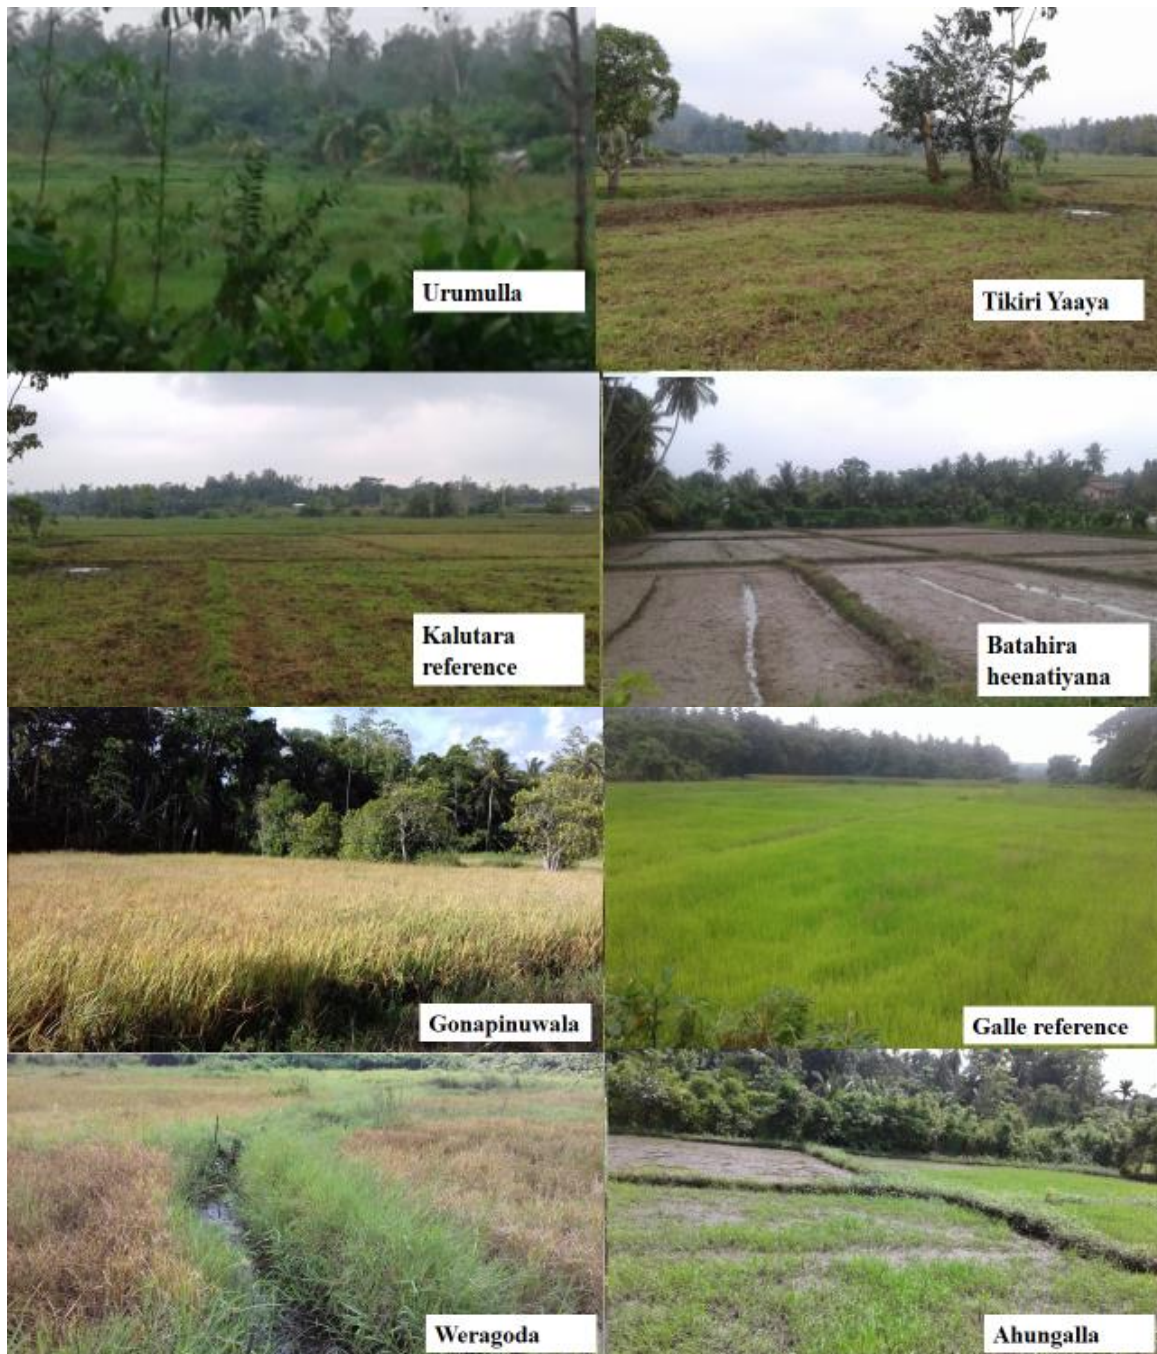 Urumulla
Tikiri Yaaya
Kalutara
reference
Batahira
heenatiyana
Gonapinuwala
Galle reference
Weragoda
Ahungalla